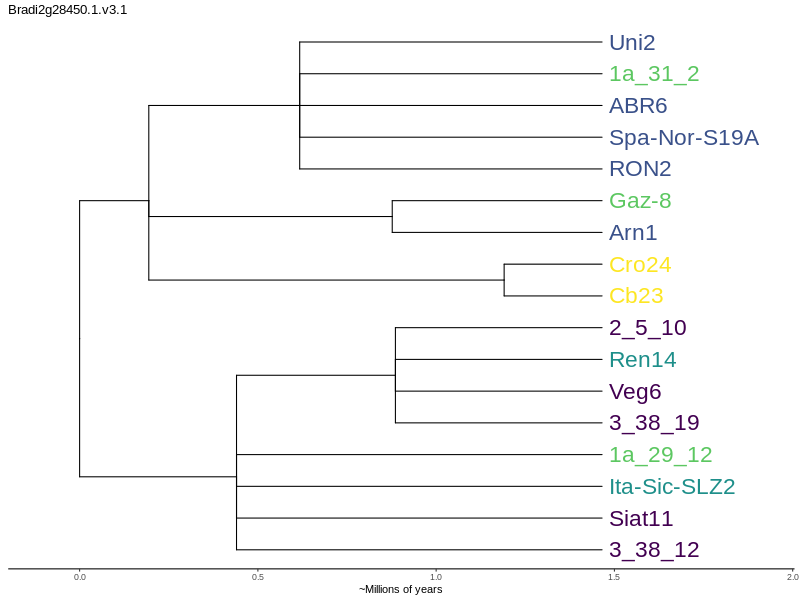 Bradi2g28450.1.v3.1
Uni2
1a_31_2
ABR6
Spa-Nor-S19A
RON2
Gaz-8
Arn1
Cro24
Cb23
2_5_10
Ren14
Veg6
3_38_19
1a_29_12
Ita-Sic-SLZ2
Siat11
3_38_12
0.0 0.5 1.0 1.5 2.0
~Millions of years